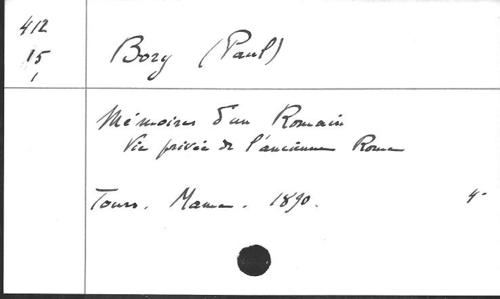 412
15
1
Bory (Paul)
Mémoires d'un Romain
Vie privée de l'ancienne Rome
Tours. Mame. 1890. 4°